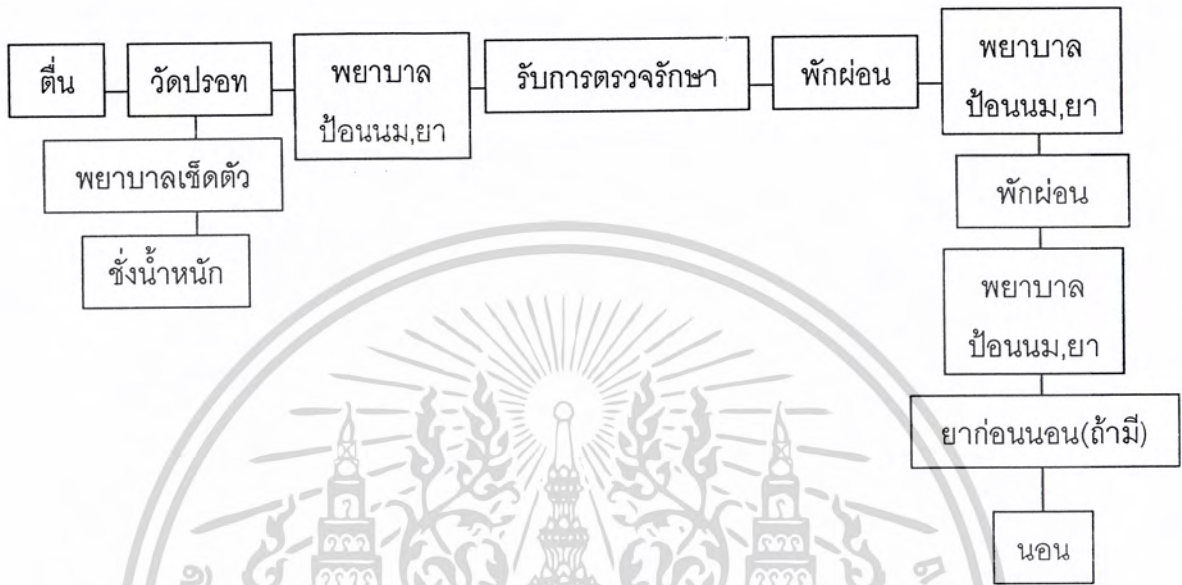 ตื่น
วัดปรอท
พยาบาล
ป้อนนม,ยา
รับการตรวจรักษา
พักผ่อน
พยาบาล
ป้อนนม,ยา
พยาบาลเช็ดตัว
ชั่งน้ำหนัก
พักผ่อน
พยาบาล
ป้อนนม,ยา
ยาก่อนนอน(ถ้ามี)
นอน